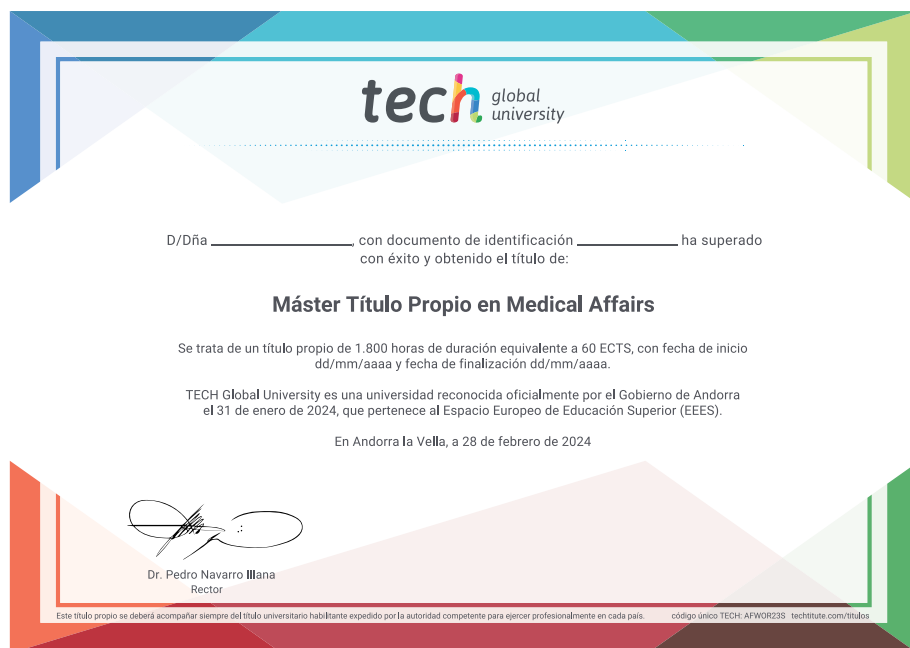 tech global university
D/Dña ______________, con documento de identificación ______________ ha superado
con éxito y obtenido el título de:
Máster Título Propio en Medical Affairs
Se trata de un título propio de 1.800 horas de duración equivalente a 60 ECTS, con fecha de inicio
dd/mm/aaaa y fecha de finalización dd/mm/aaaa.
TECH Global University es una universidad reconocida oficialmente por el Gobierno de Andorra
el 31 de enero de 2024, que pertenece al Espacio Europeo de Educación Superior (EEES).
En Andorra la Vella, a 28 de febrero de 2024
Dr. Pedro Navarro Illana
Rector
Este título propio se deberá acompañar siempre del título universitario habilitante expedido por la autoridad competente para ejercer profesionalmente en cada país. código único TECH: AFWOR23S techtitute.com/titulos